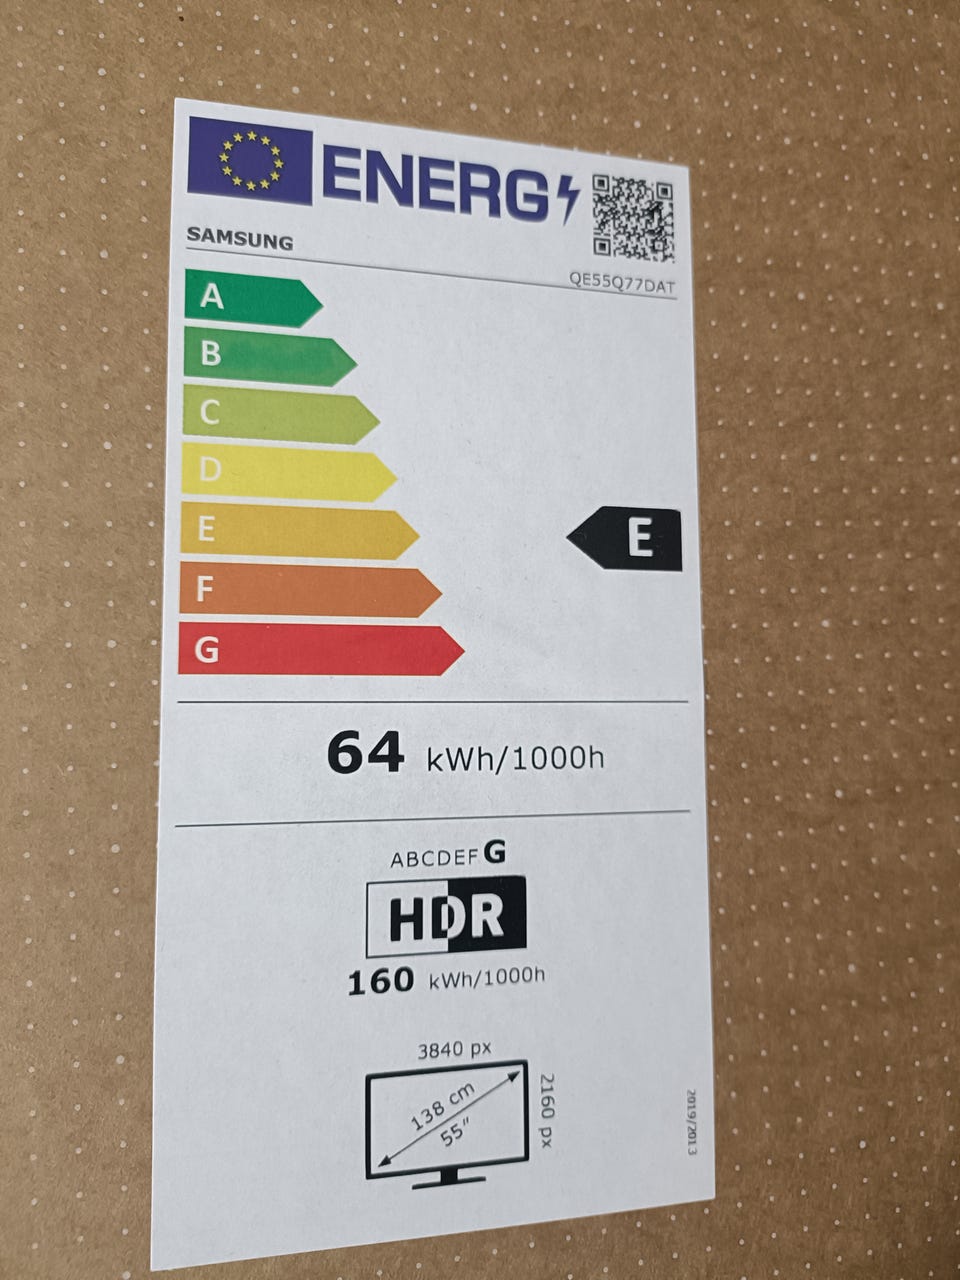 ENERG
SAMSUNG
QE55Q77DAT
A
B
C
D
E
E
F
G
64 kWh/1000h
ABCDEFG
HDR
160 kWh/1000h
3840 px
138 cm
55"
2160 px
2019/2013